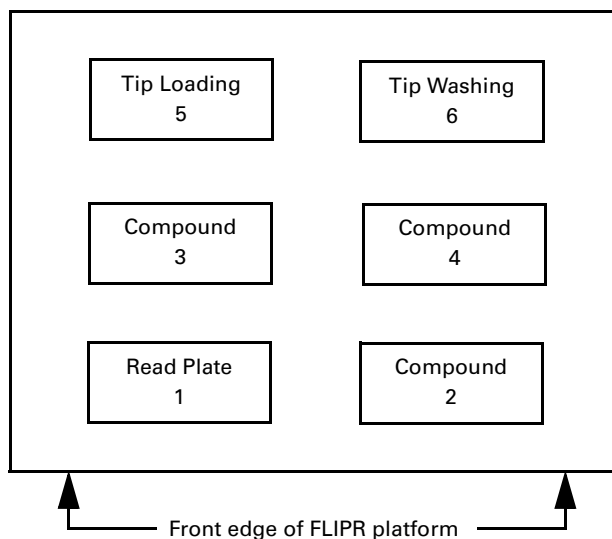 Tip Loading
5
Tip Washing
6
Compound
3
Compound
4
Read Plate
1
Compound
2
Front edge of FLIPR platform